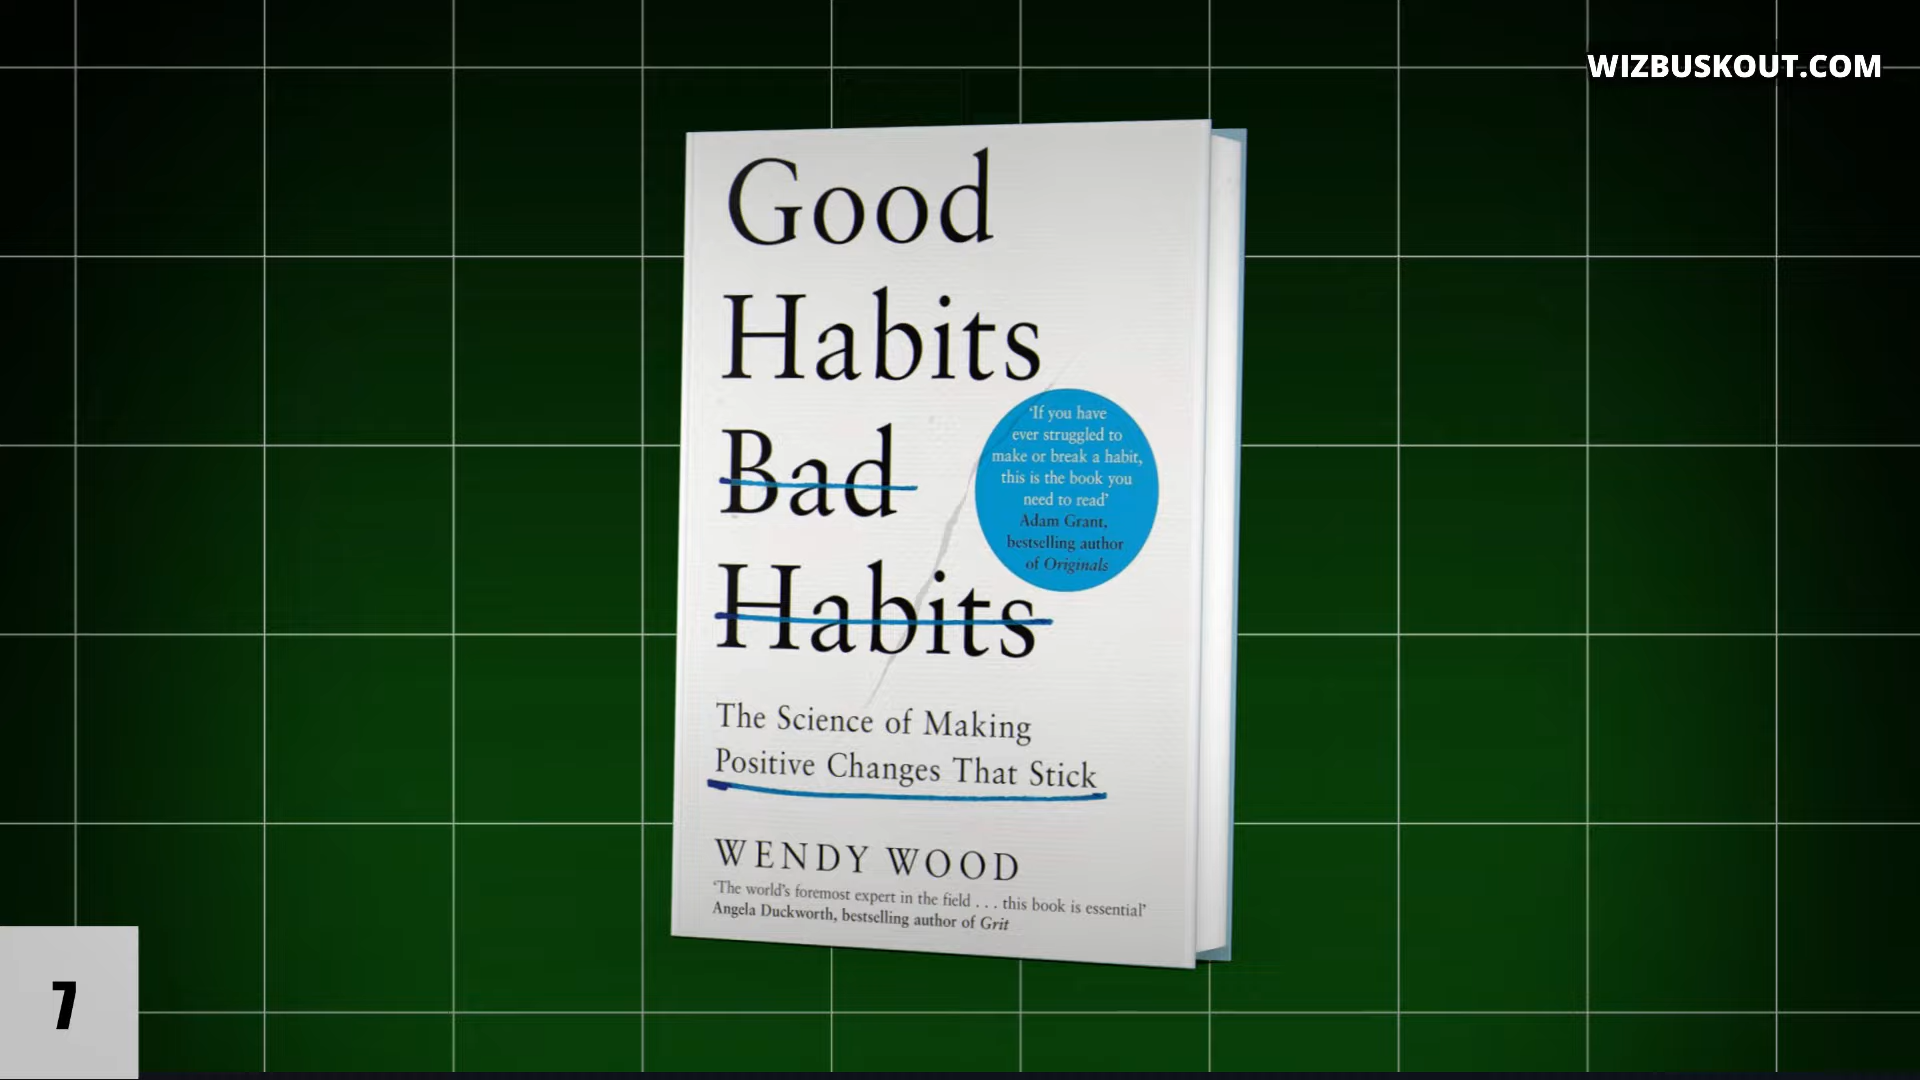 WIZBUSKOUT.COM
Good
Habits
Bad
Habits
‘If you have
ever struggled to
make or break a habit,
this is the book you
need to read’
Adam Grant,
bestselling author
of Originals
The Science of Making
Positive Changes That Stick
WENDY WOOD
‘The world’s foremost expert in the field . . . this book is essential’
Angela Duckworth, bestselling author of Grit
7